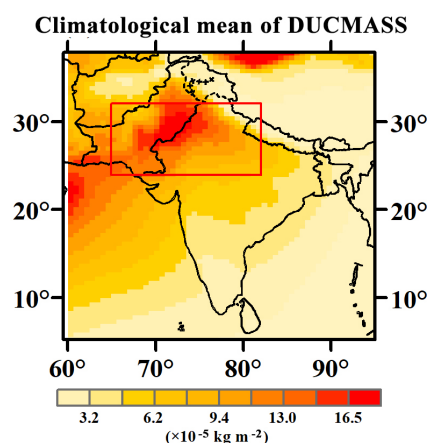 Climatological mean of DUCMASS
30° 30°
20° 20°
10° 10°
60° 70° 80° 90°
3.2 6.2 9.4 13.0 16.5
(×10⁻⁵ kg m⁻²)